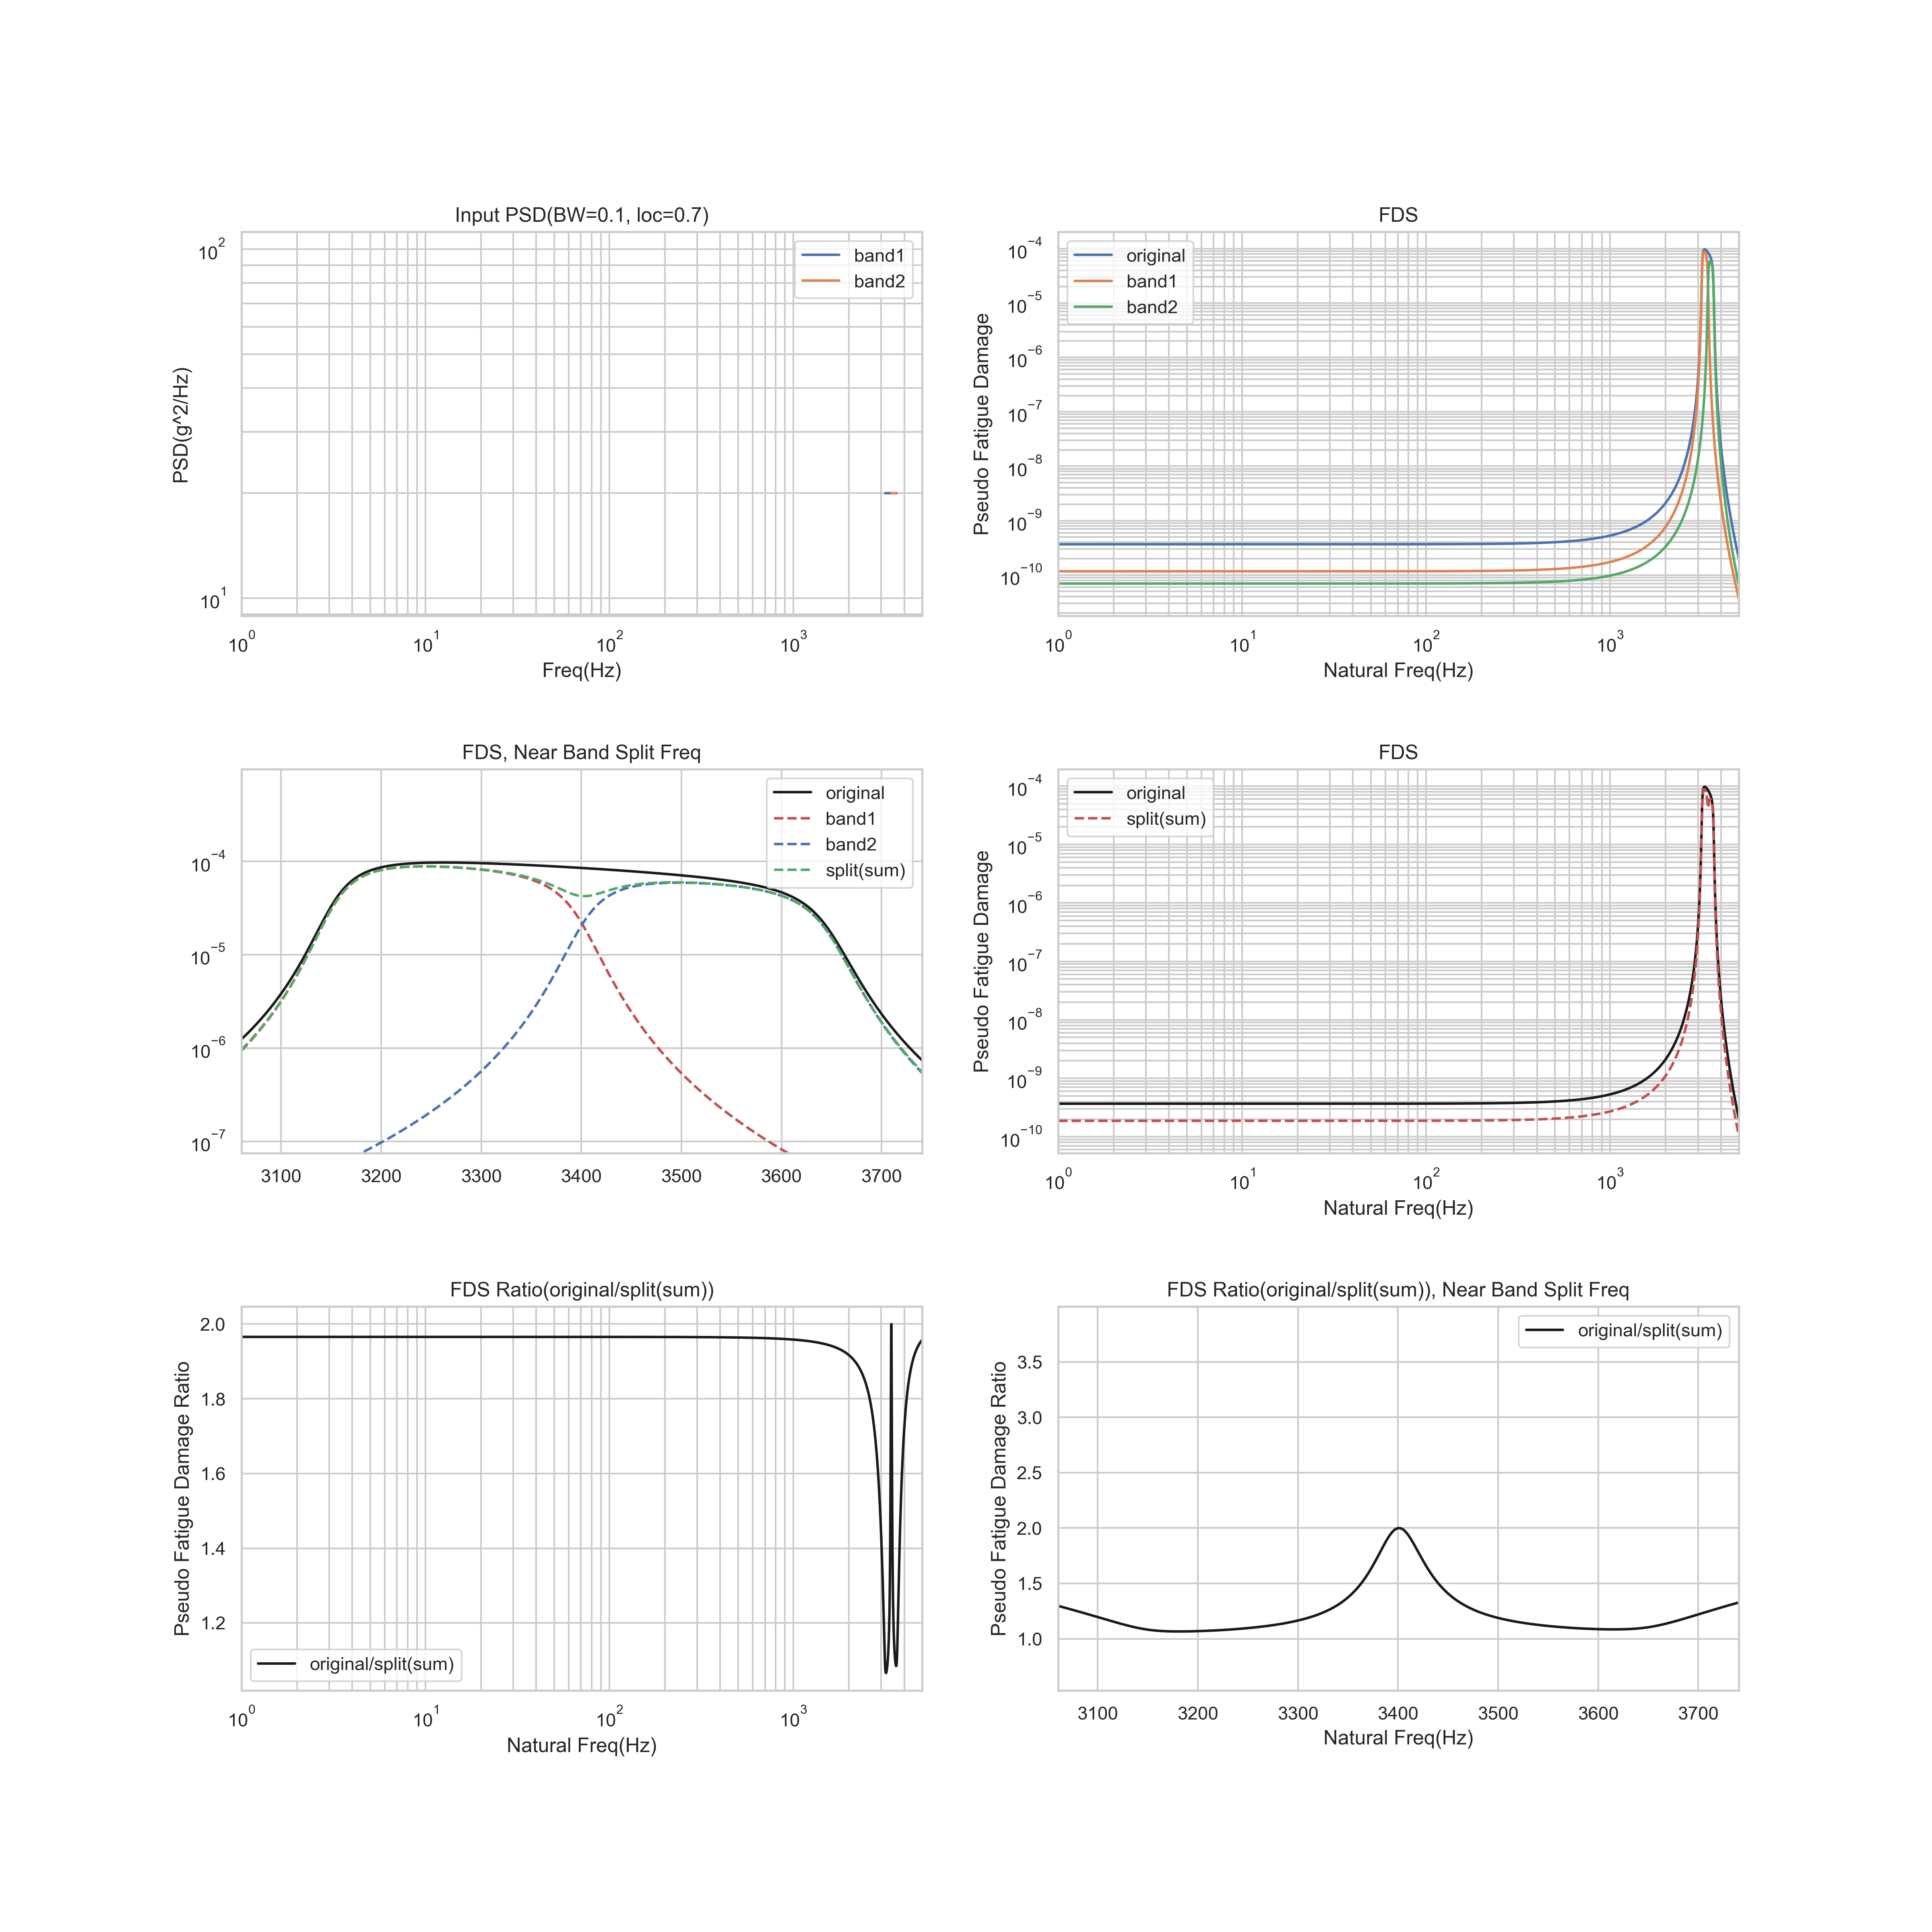 Input PSD(BW=0.1, loc=0.7)
PSD(g^2/Hz)
10^2
10^1
band1
band2
10^0 10^1 10^2 10^3
Freq(Hz)
FDS
Pseudo Fatigue Damage
10^−4
10^−5
10^−6
10^−7
10^−8
10^−9
10^−10
original
band1
band2
10^0 10^1 10^2 10^3
Natural Freq(Hz)
FDS, Near Band Split Freq
10^−4
10^−5
10^−6
10^−7
original
band1
band2
split(sum)
3100 3200 3300 3400 3500 3600 3700
FDS
Pseudo Fatigue Damage
10^−4
10^−5
10^−6
10^−7
10^−8
10^−9
10^−10
original
split(sum)
10^0 10^1 10^2 10^3
Natural Freq(Hz)
FDS Ratio(original/split(sum))
Pseudo Fatigue Damage Ratio
2.0
1.8
1.6
1.4
1.2
original/split(sum)
10^0 10^1 10^2 10^3
Natural Freq(Hz)
FDS Ratio(original/split(sum)), Near Band Split Freq
Pseudo Fatigue Damage Ratio
3.5
3.0
2.5
2.0
1.5
1.0
original/split(sum)
3100 3200 3300 3400 3500 3600 3700
Natural Freq(Hz)